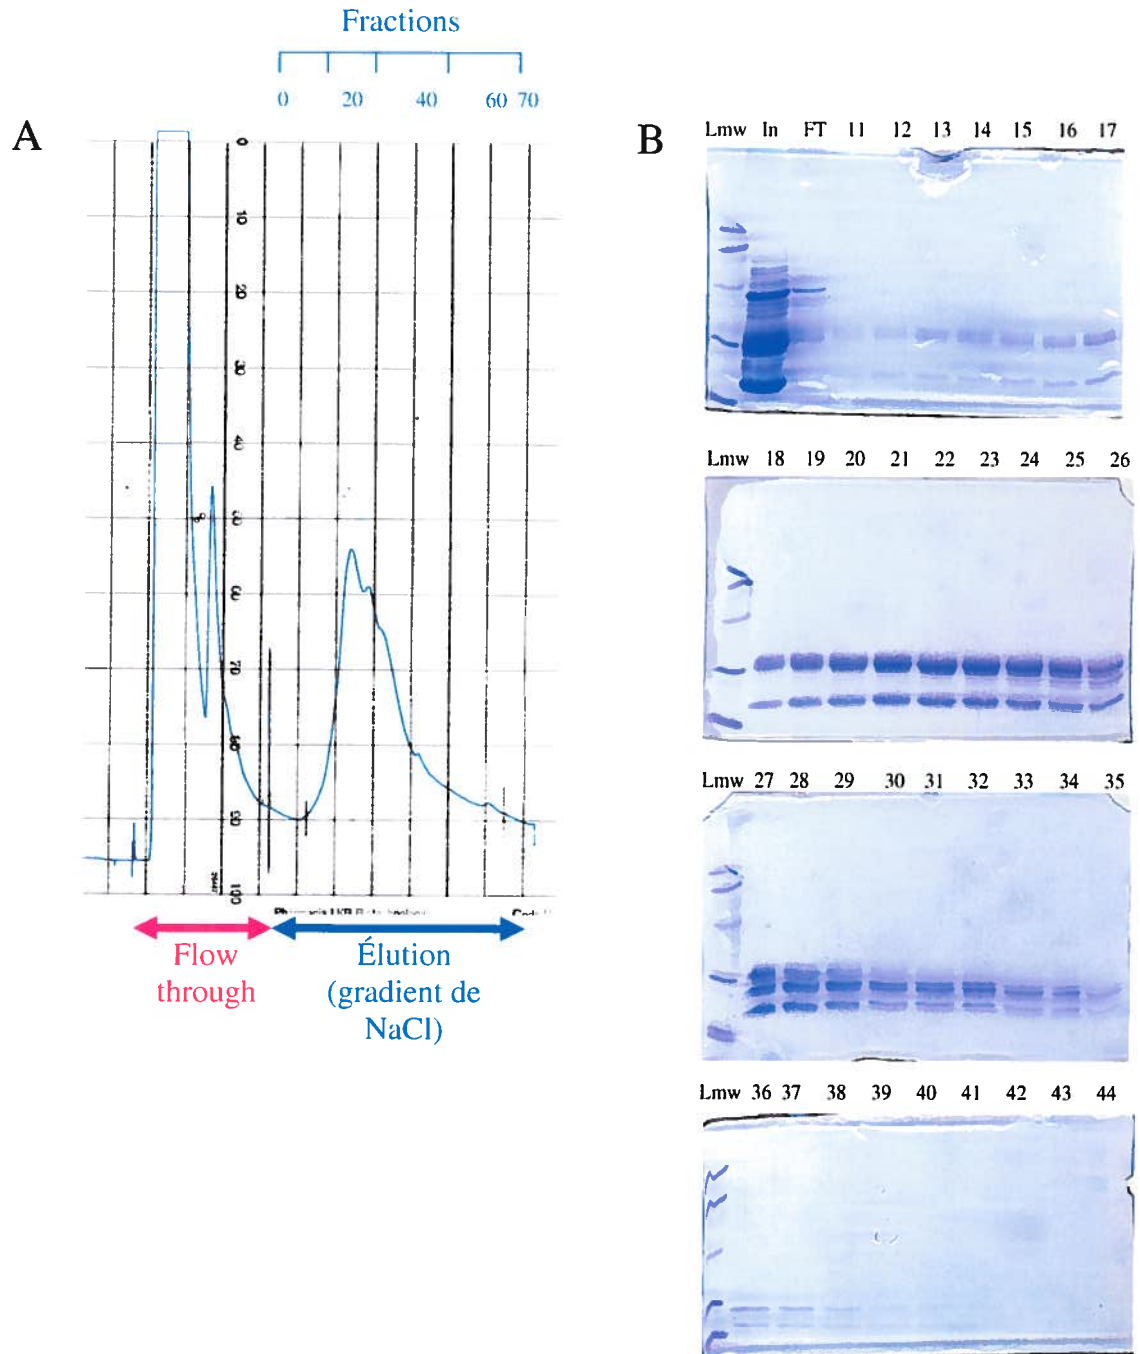 Fractions
0 20 40 60 70
A
0
10
20
30
40
60
70
100
Flow
through
Élution
(gradient de
NaCl)
B
Lmw In FT 11 12 13 14 15 16 17
Lmw 18 19 20 21 22 23 24 25 26
Lmw 27 28 29 30 31 32 33 34 35
Lmw 36 37 38 39 40 41 42 43 44